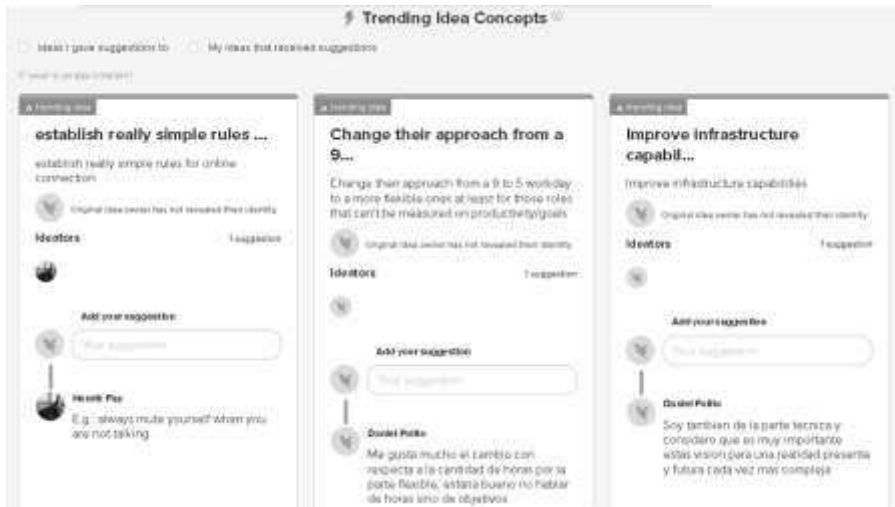 Trending Idea Concepts
Ideas I gave suggestions to
My ideas that received suggestions
trending idea
establish really simple rules ...
establish really simple rules for online
connection
Original idea owner has not revealed their identity
Ideators
1 suggestion
Add your suggestion
Your suggestion
E.g.: always mute yourself when you
are not talking
trending idea
Change their approach from a
9...
Change their approach from a 9 to 5 workday
to a more flexible ones at least for those roles
that can't be measured on productivity/goals
Original idea owner has not revealed their identity
Ideators
1 suggestion
Add your suggestion
Your suggestion
Daniel Polito
Me gusta mucho el cambio con
respecto a la cantidad de horas por la
parte flexible, estaria bueno no hablar
de horas sino de objetivos
trending idea
Improve infrastructure
capabil...
Improve infrastructure capabilities
Original idea owner has not revealed their identity
Ideators
1 suggestion
Add your suggestion
Your suggestion
Daniel Polito
Soy tambien de la parte tecnica y
considero que es muy importante
estas vision para una realidad presente
y futura cada vez mas compleja